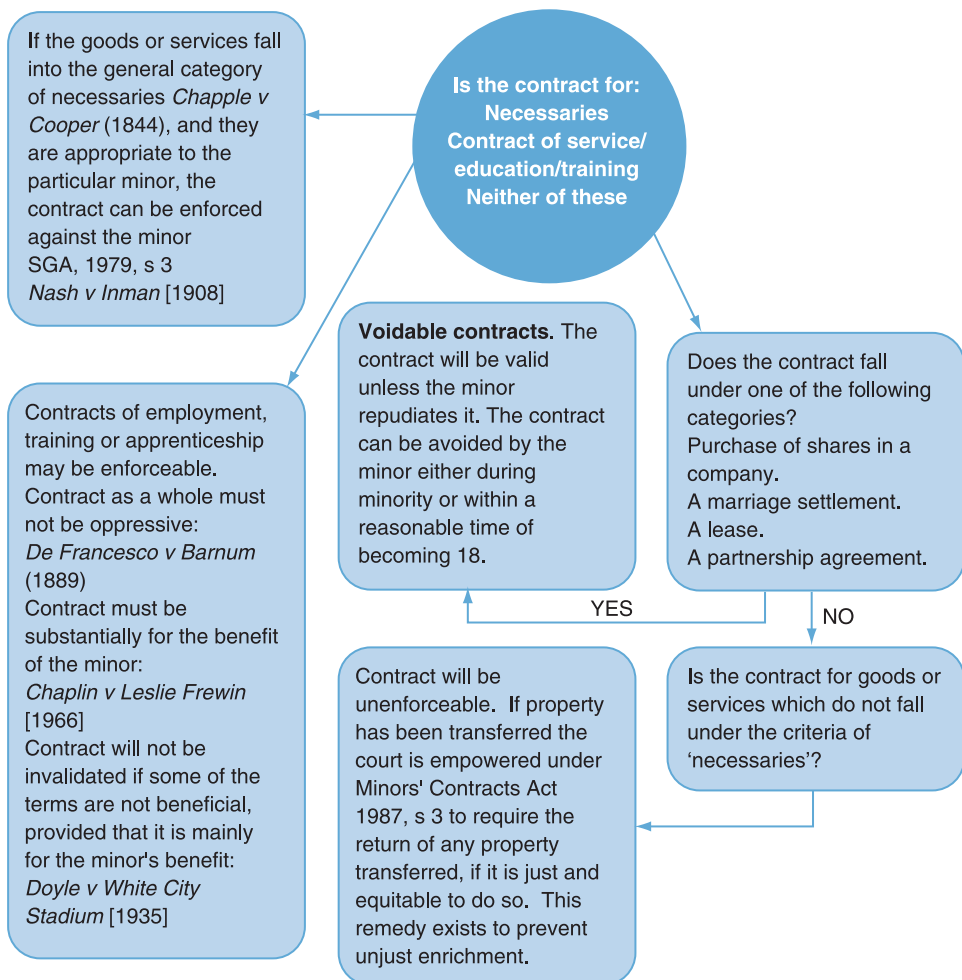 Is the contract for:
Necessaries
Contract of service/
education/training
Neither of these
If the goods or services fall
into the general category
of necessaries Chapple v
Cooper (1844), and they
are appropriate to the
particular minor, the
contract can be enforced
against the minor
SGA, 1979, s 3
Nash v Inman [1908]
Contracts of employment,
training or apprenticeship
may be enforceable.
Contract as a whole must
not be oppressive:
De Francesco v Barnum
(1889)
Contract must be
substantially for the benefit
of the minor:
Chaplin v Leslie Frewin
[1966]
Contract will not be
invalidated if some of the
terms are not beneficial,
provided that it is mainly
for the minor's benefit:
Doyle v White City
Stadium [1935]
Does the contract fall
under one of the following
categories?
Purchase of shares in a
company.
A marriage settlement.
A lease.
A partnership agreement.
YES
Voidable contracts. The
contract will be valid
unless the minor
repudiates it. The contract
can be avoided by the
minor either during
minority or within a
reasonable time of
becoming 18.
NO
Is the contract for goods or
services which do not fall
under the criteria of
‘necessaries’?
Contract will be
unenforceable. If property
has been transferred the
court is empowered under
Minors' Contracts Act
1987, s 3 to require the
return of any property
transferred, if it is just and
equitable to do so. This
remedy exists to prevent
unjust enrichment.